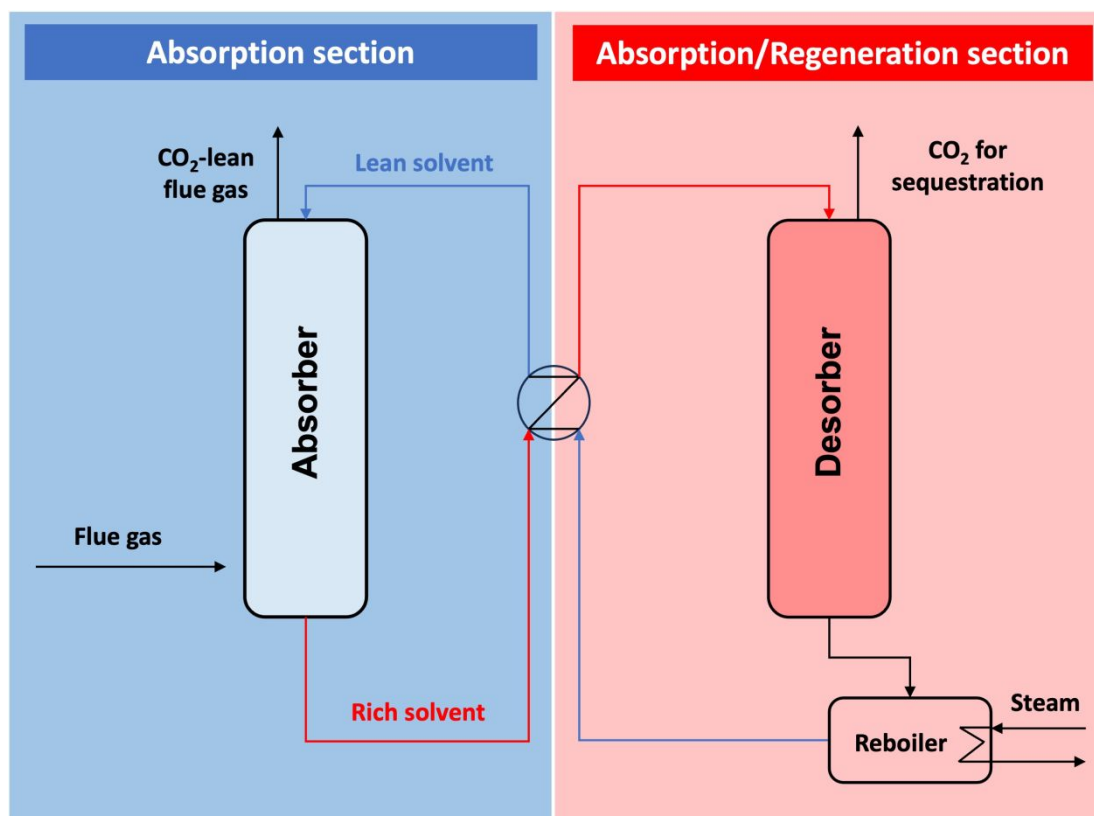 Absorption section
Absorption/Regeneration section
CO₂-lean
flue gas
Lean solvent
CO₂ for
sequestration
Absorber
Desorber
Flue gas
Rich solvent
Steam
Reboiler